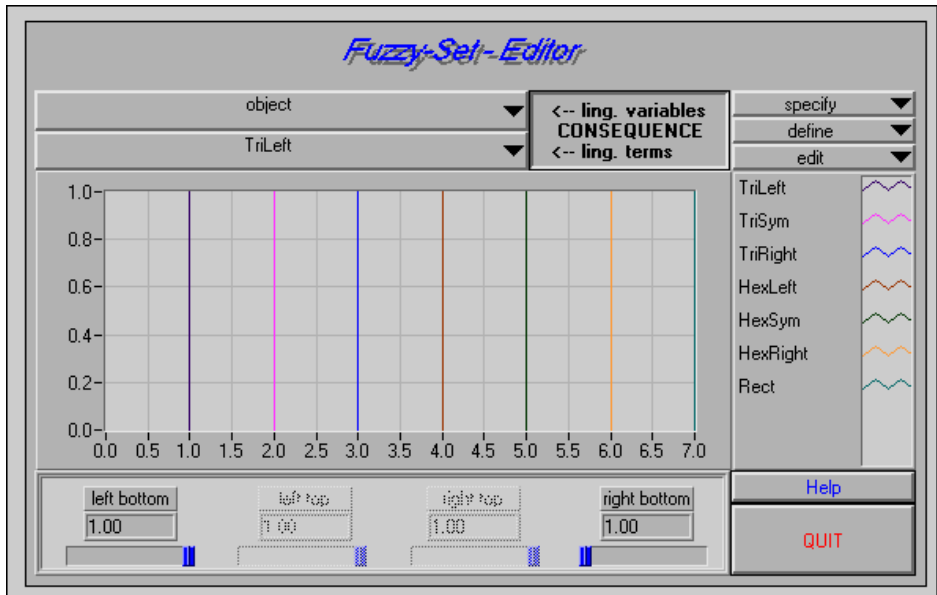 Fuzzy-Set-Editor
object
TriLeft
<-- ling. variables
CONSEQUENCE
<-- ling. terms
specify
define
edit
1.0
0.8
0.6
0.4
0.2
0.0
0.0 0.5 1.0 1.5 2.0 2.5 3.0 3.5 4.0 4.5 5.0 5.5 6.0 6.5 7.0
TriLeft
TriSym
TriRight
HexLeft
HexSym
HexRight
Rect
left bottom
1.00
left top
1.00
right top
1.00
right bottom
1.00
Help
QUIT